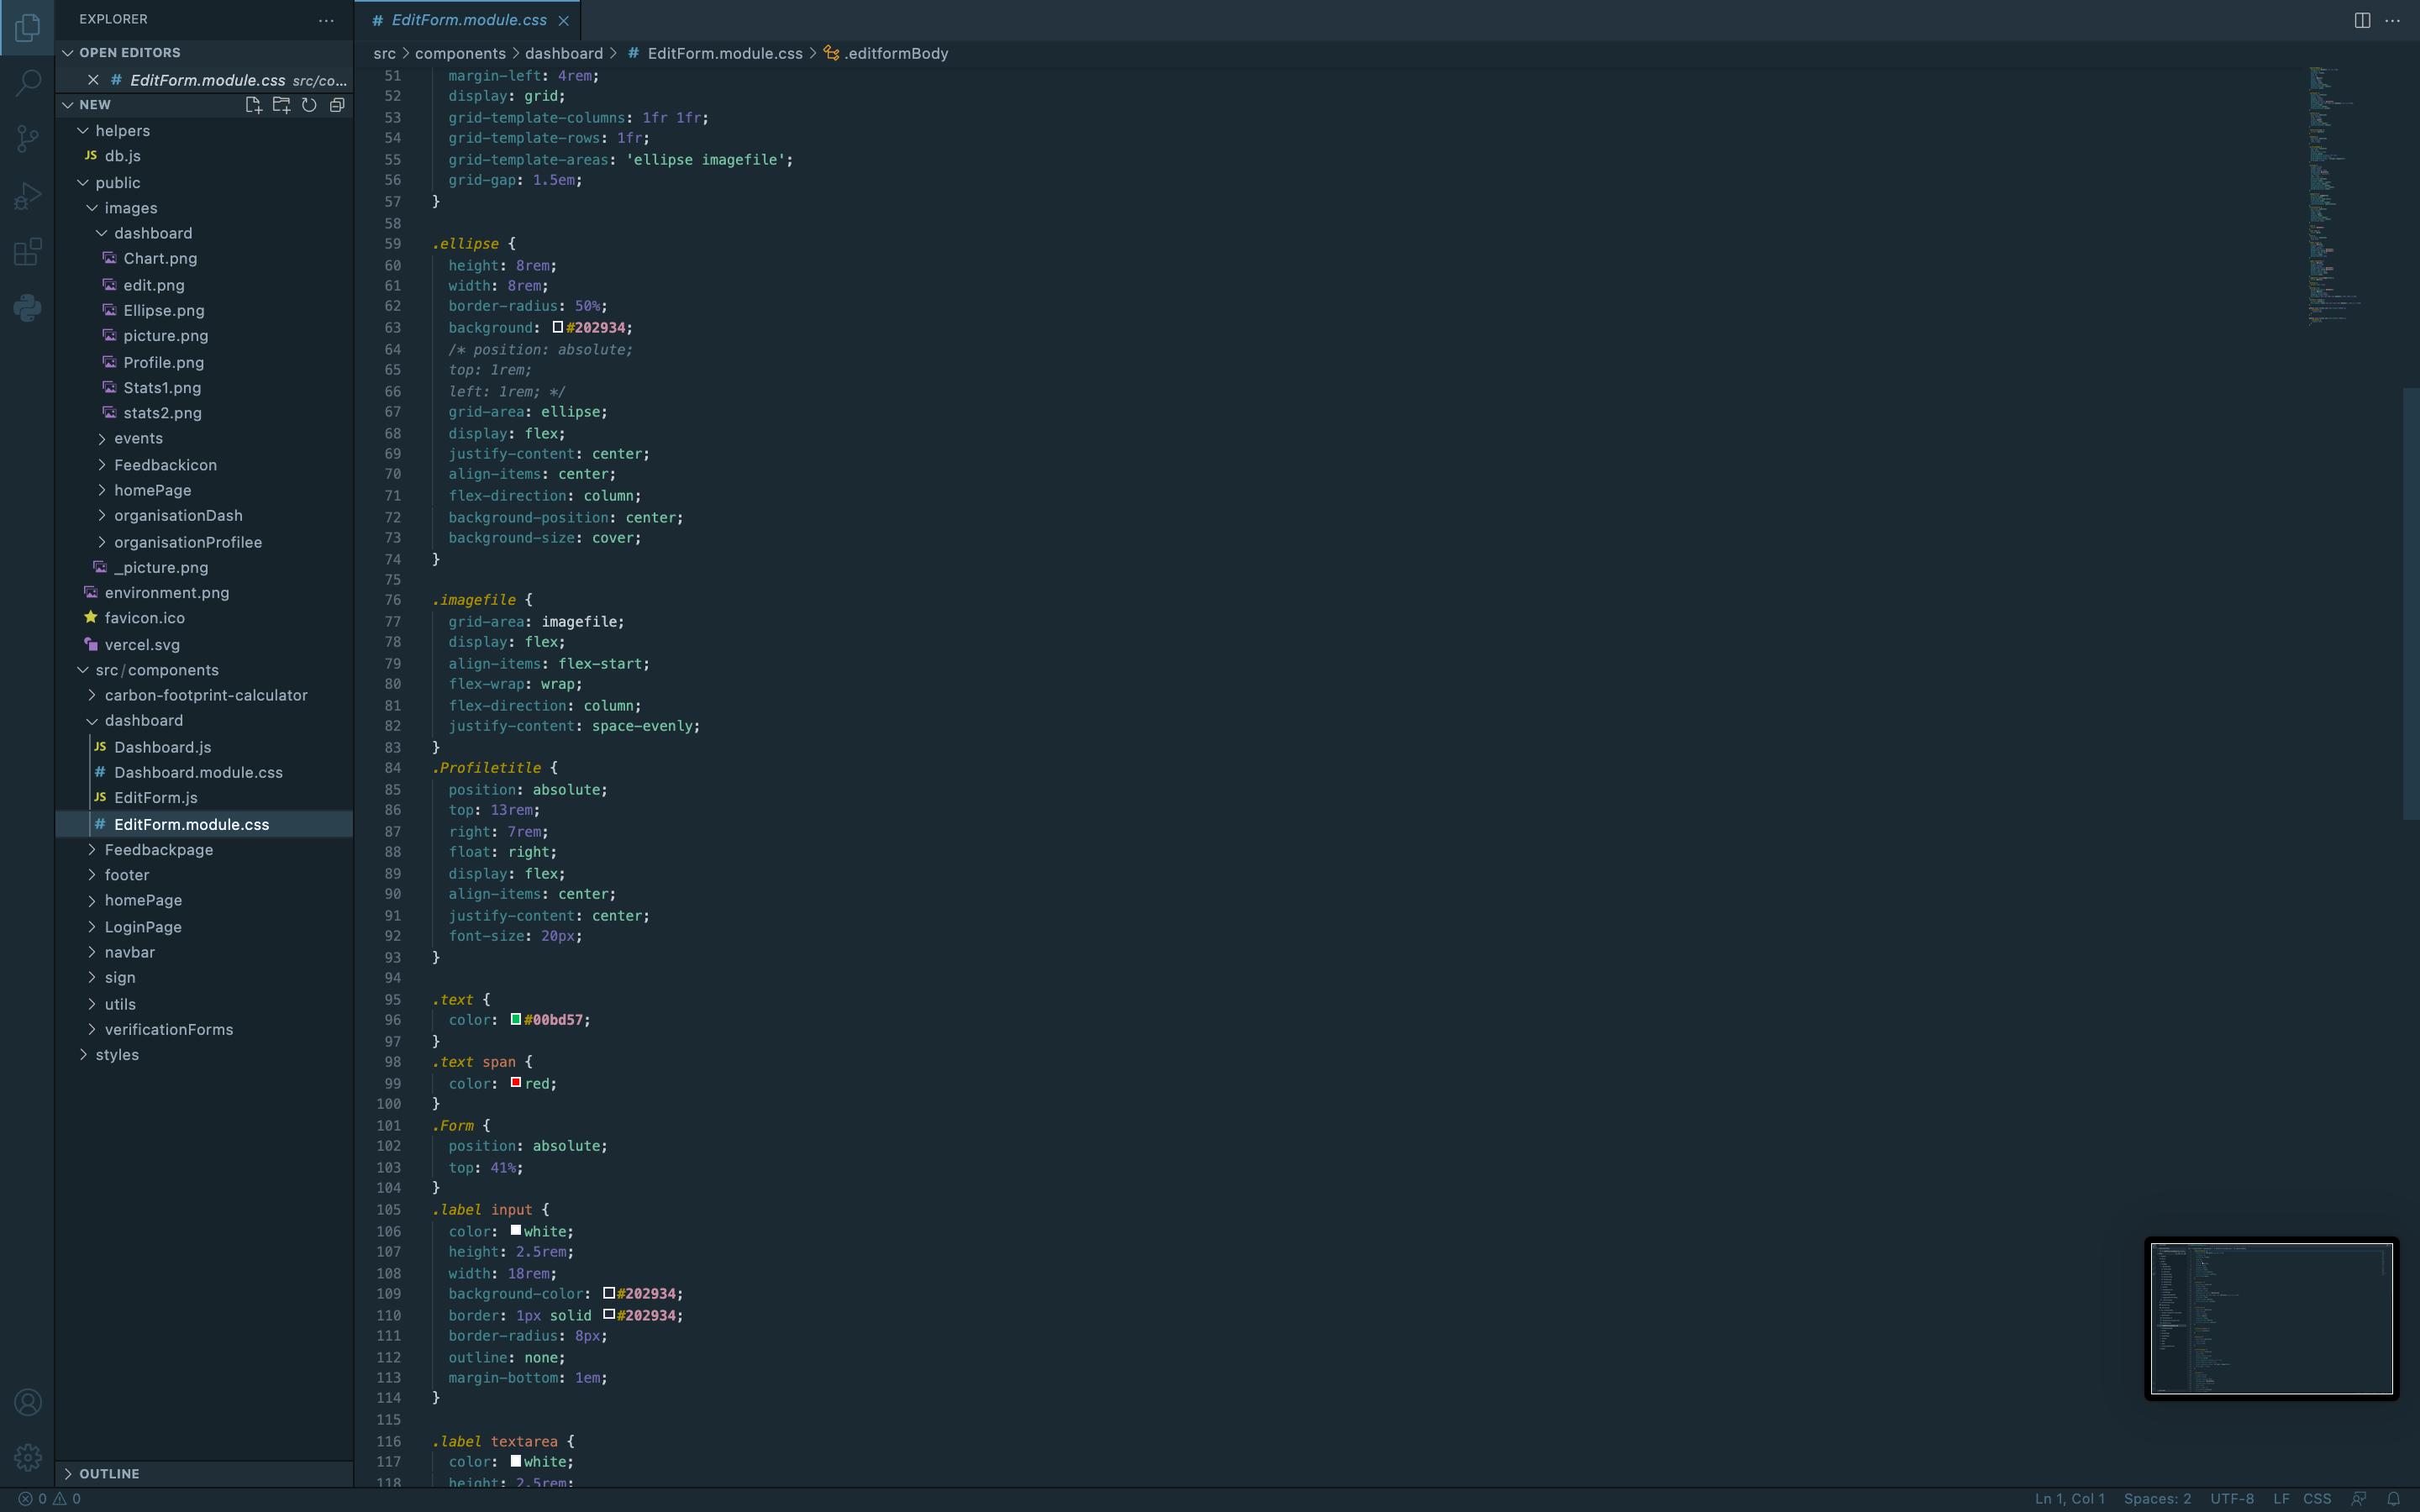 EXPLORER
OPEN EDITORS
# EditForm.module.css src/co...
NEW
helpers
JS db.js
public
images
dashboard
Chart.png
edit.png
Ellipse.png
picture.png
Profile.png
Stats1.png
stats2.png
events
Feedbackicon
homePage
organisationDash
organisationProfilee
_picture.png
environment.png
favicon.ico
vercel.svg
src/components
carbon-footprint-calculator
dashboard
JS Dashboard.js
# Dashboard.module.css
JS EditForm.js
# EditForm.module.css
Feedbackpage
footer
homePage
LoginPage
navbar
sign
utils
verificationForms
styles
OUTLINE
# EditForm.module.css
src > components > dashboard > # EditForm.module.css > .editformBody
51 margin-left: 4rem;
52 display: grid;
53 grid-template-columns: 1fr 1fr;
54 grid-template-rows: 1fr;
55 grid-template-areas: 'ellipse imagefile';
56 grid-gap: 1.5em;
57 }
58
59 .ellipse {
60 height: 8rem;
61 width: 8rem;
62 border-radius: 50%;
63 background: #202934;
64 /* position: absolute;
65 top: 1rem;
66 left: 1rem; */
67 grid-area: ellipse;
68 display: flex;
69 justify-content: center;
70 align-items: center;
71 flex-direction: column;
72 background-position: center;
73 background-size: cover;
74 }
75
76 .imagefile {
77 grid-area: imagefile;
78 display: flex;
79 align-items: flex-start;
80 flex-wrap: wrap;
81 flex-direction: column;
82 justify-content: space-evenly;
83 }
84 .Profiletitle {
85 position: absolute;
86 top: 13rem;
87 right: 7rem;
88 float: right;
89 display: flex;
90 align-items: center;
91 justify-content: center;
92 font-size: 20px;
93 }
94
95 .text {
96 color: #00bd57;
97 }
98 .text span {
99 color: red;
100 }
101 .Form {
102 position: absolute;
103 top: 41%;
104 }
105 .label input {
106 color: white;
107 height: 2.5rem;
108 width: 18rem;
109 background-color: #202934;
110 border: 1px solid #202934;
111 border-radius: 8px;
112 outline: none;
113 margin-bottom: 1em;
114 }
115
116 .label textarea {
117 color: white;
118 height: 2.5rem;
0 0
Ln 1, Col 1 Spaces: 2 UTF-8 LF CSS